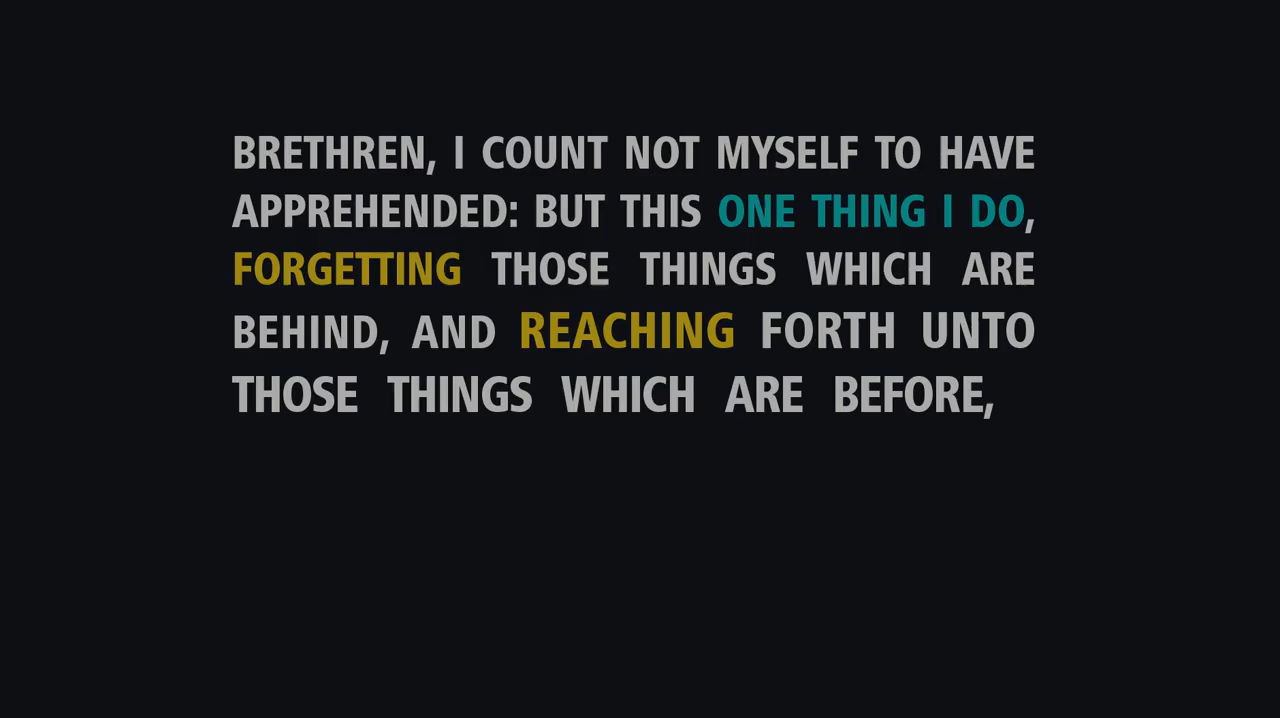 BRETHREN, I COUNT NOT MYSELF TO HAVE
APPREHENDED: BUT THIS ONE THING I DO,
FORGETTING THOSE THINGS WHICH ARE
BEHIND, AND REACHING FORTH UNTO
THOSE THINGS WHICH ARE BEFORE,